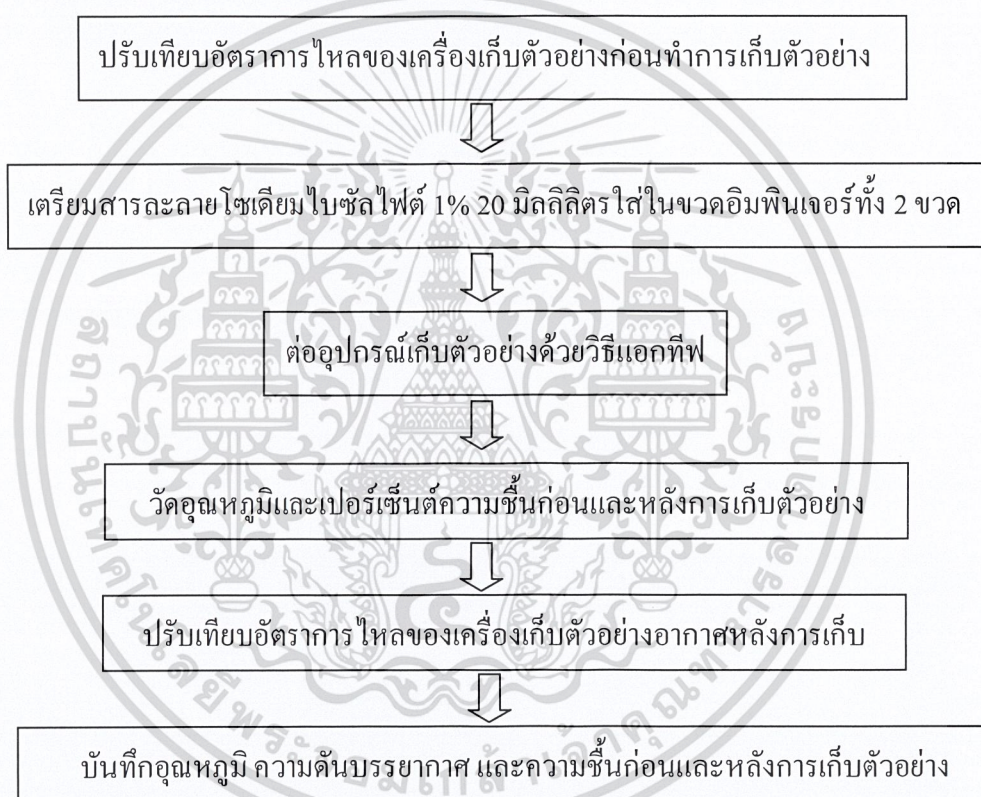 ปรับเทียบอัตราการไหลของเครื่องเก็บตัวอย่างก่อนทำการเก็บตัวอย่าง
เตรียมสารละลายโซเดียมไบซัลไฟต์ 1% 20 มิลลิลิตรใส่ในขวดอิมพินเจอร์ทั้ง 2 ขวด
ต่ออุปกรณ์เก็บตัวอย่างด้วยวิธีแอกทีฟ
วัดอุณหภูมิและเปอร์เซ็นต์ความชื้นก่อนและหลังการเก็บตัวอย่าง
ปรับเทียบอัตราการไหลของเครื่องเก็บตัวอย่างอากาศหลังการเก็บ
บันทึกอุณหภูมิ ความดันบรรยากาศ และความชื้นก่อนและหลังการเก็บตัวอย่าง